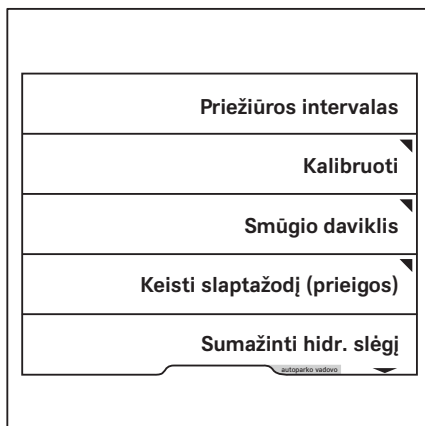 Priežiūros intervalas
Kalibruoti
Smūgio daviklis
Keisti slaptažodį (prieigos)
Sumažinti hidr. slėgį
autoparko vadovo